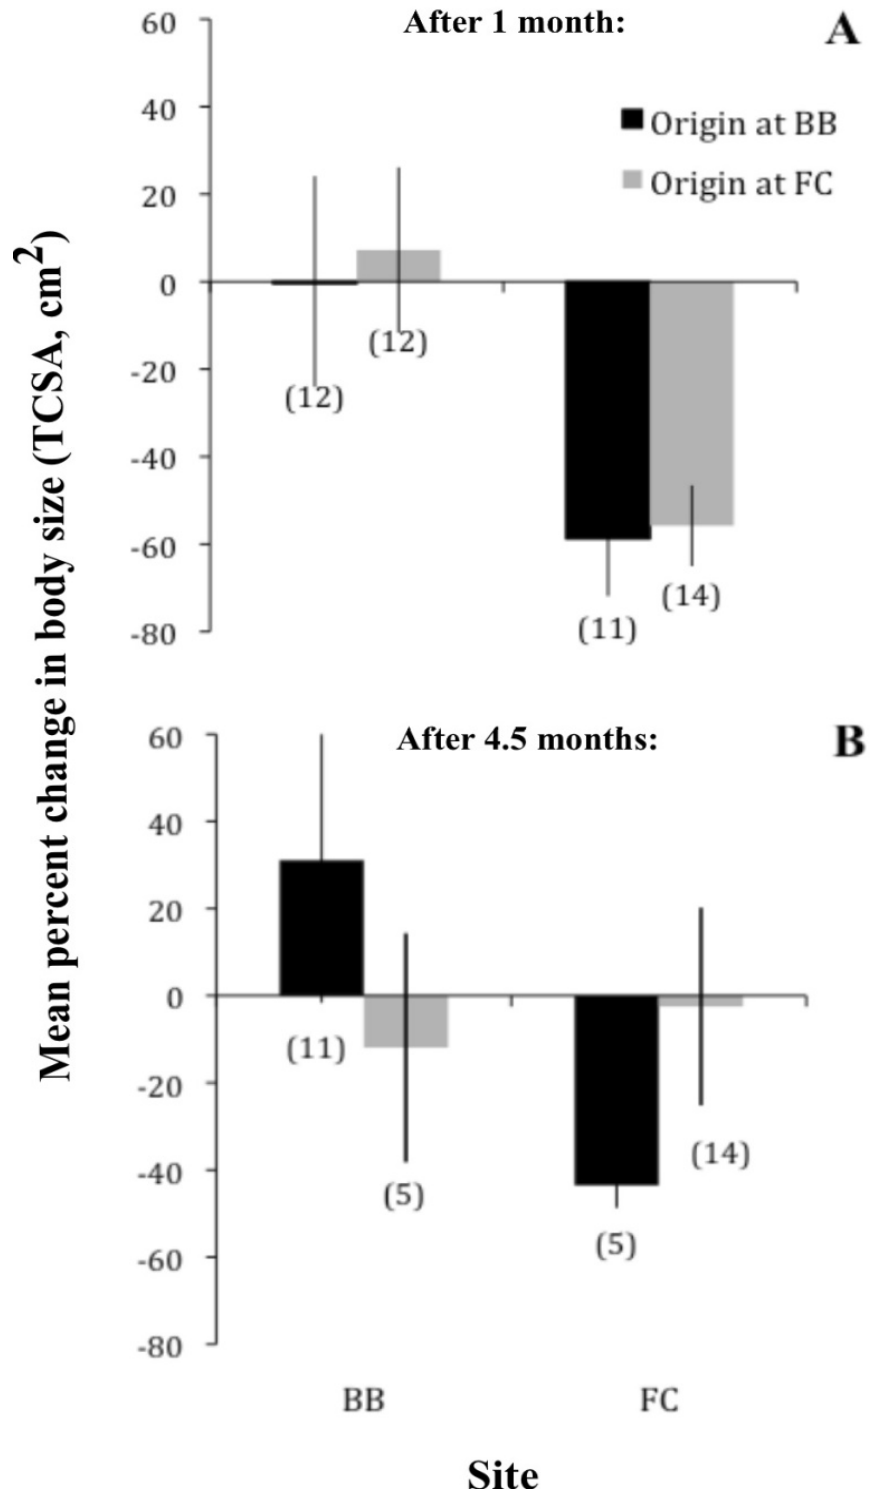 After 1 month:
A
60
40
20
0
-20
-40
-60
-80
Origin at BB
Origin at FC
(12)
(12)
(11)
(14)
Mean percent change in body size (TCSA, cm²)
After 4.5 months:
B
60
40
20
0
-20
-40
-60
-80
(11)
(5)
(5)
(14)
BB
FC
Site